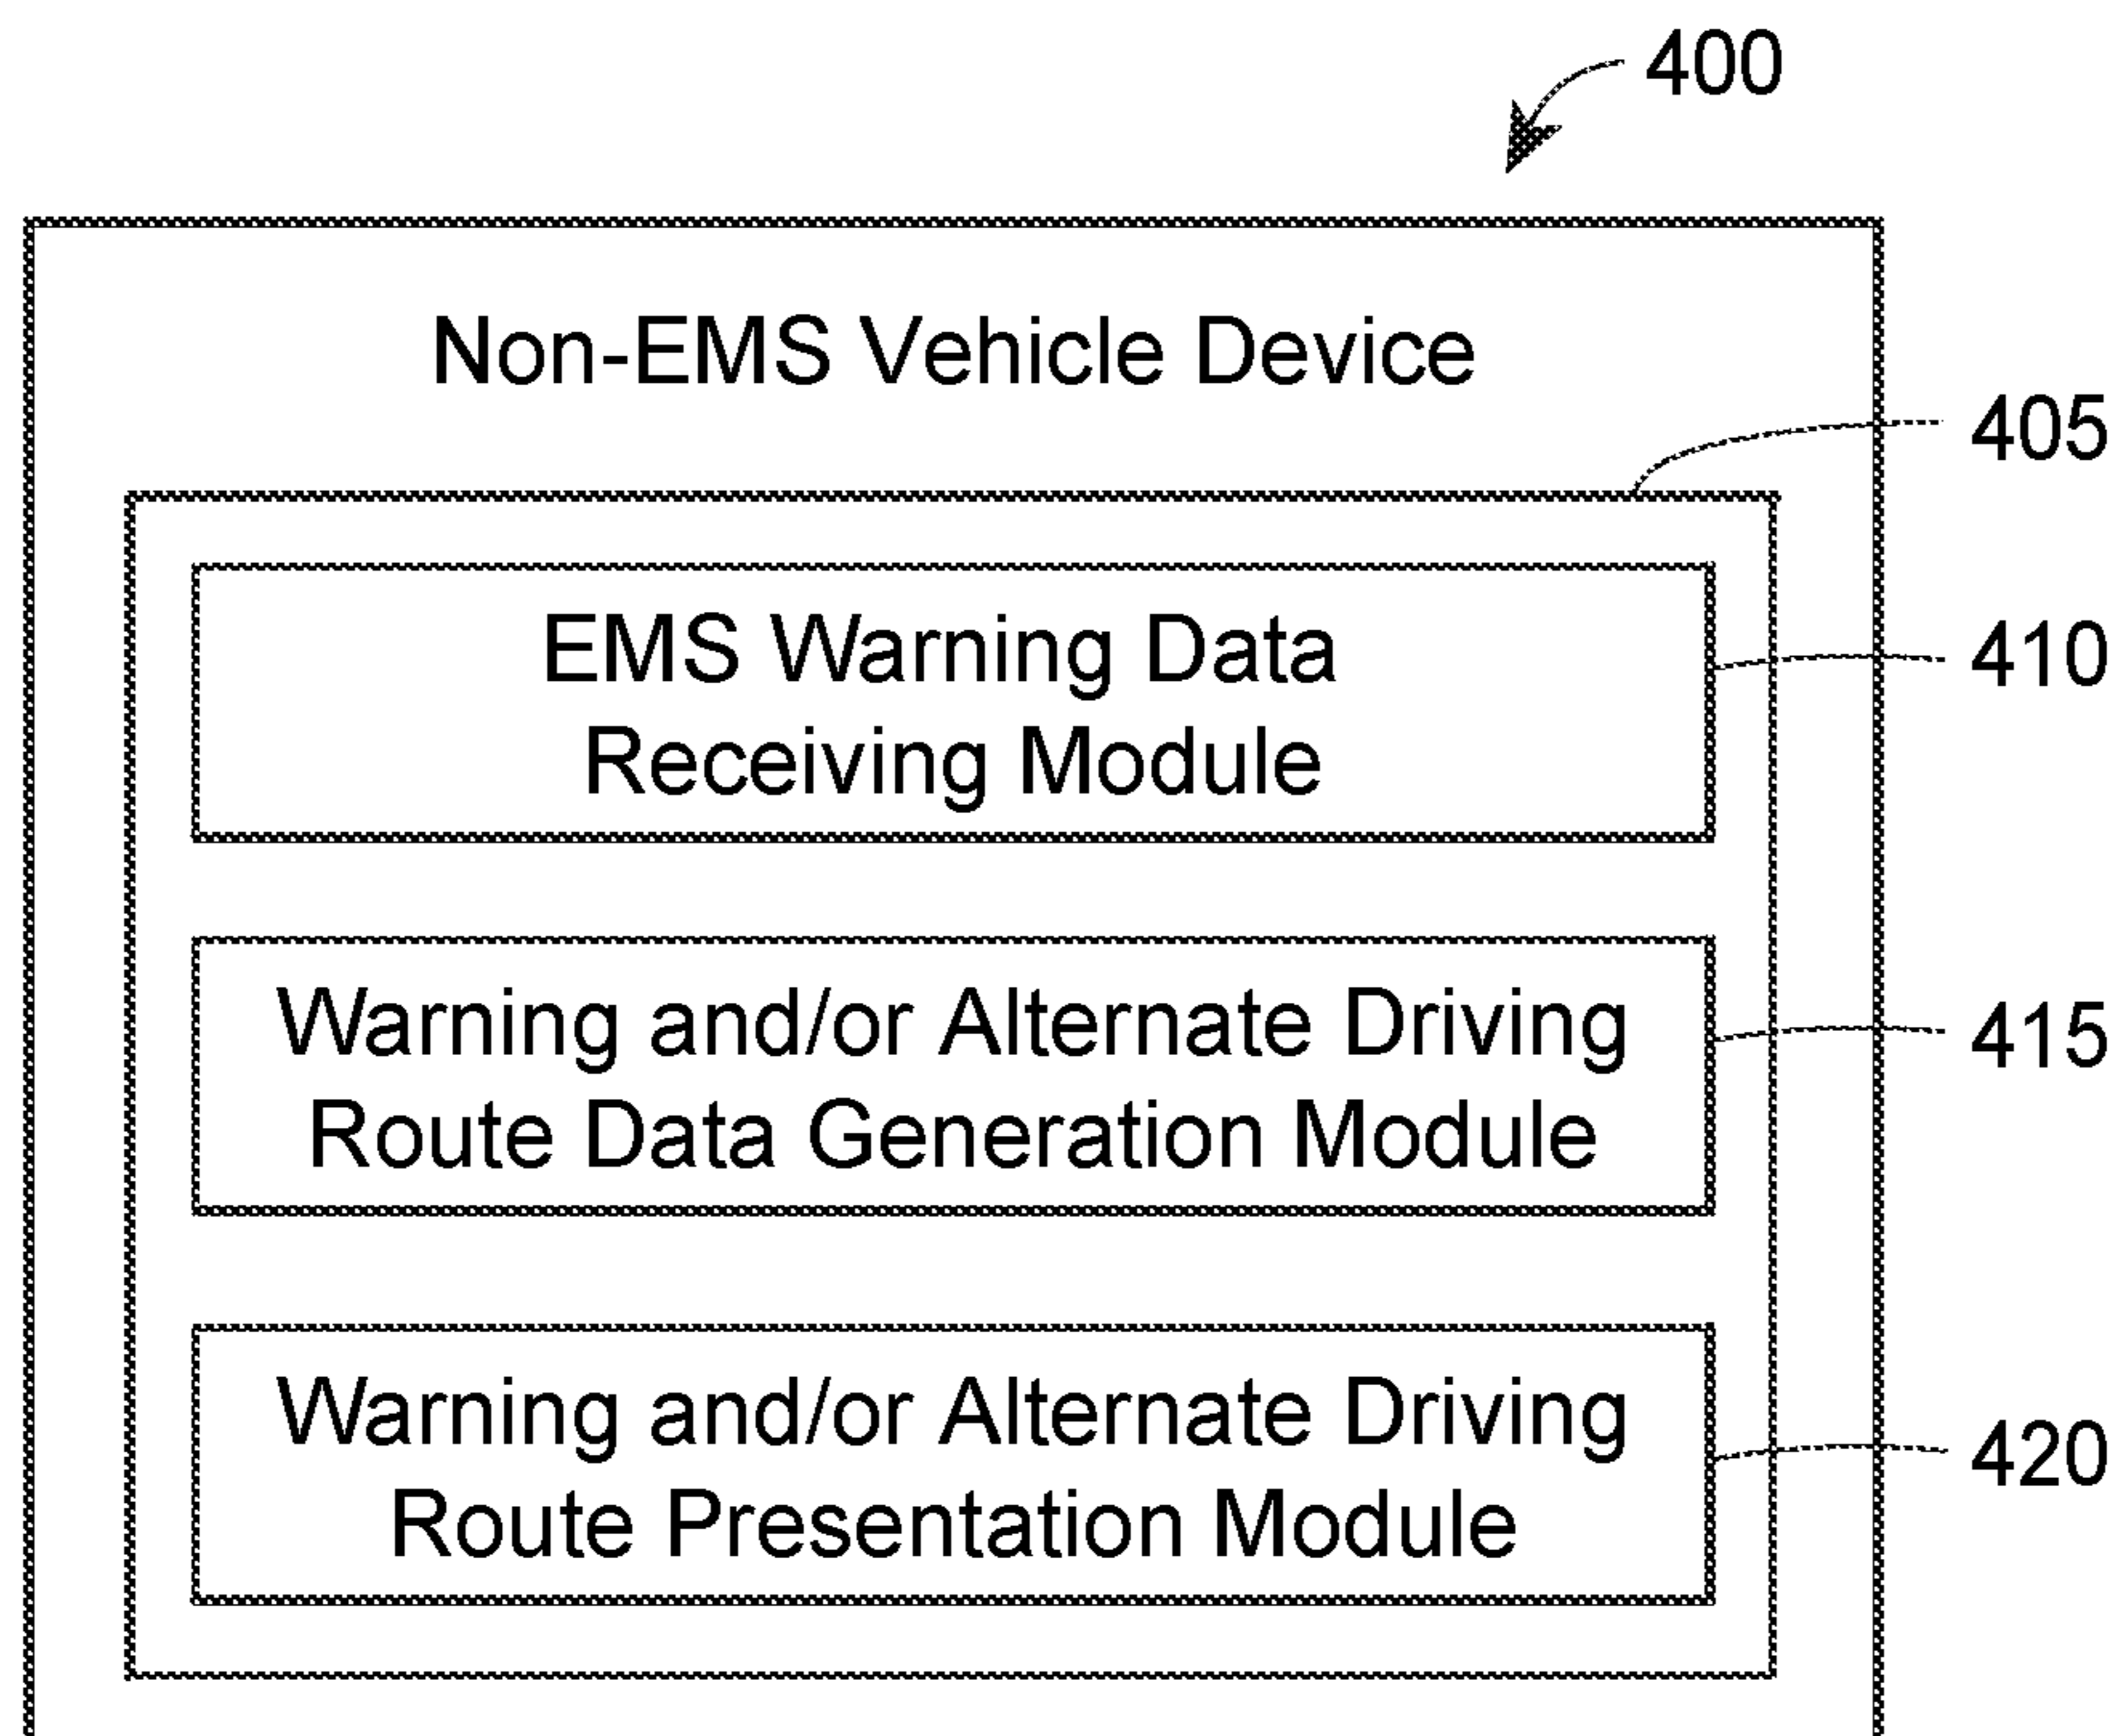 400
Non-EMS Vehicle Device
405
EMS Warning Data
Receiving Module
410
Warning and/or Alternate Driving
Route Data Generation Module
415
Warning and/or Alternate Driving
Route Presentation Module
420